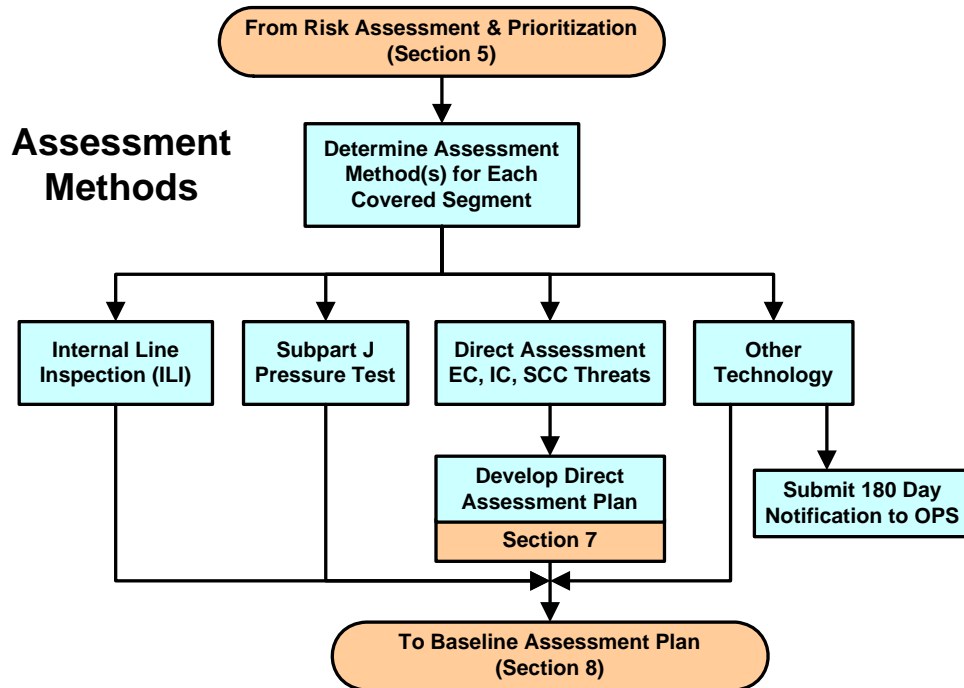 From Risk Assessment & Prioritization
(Section 5)
Assessment
Methods
Determine Assessment
Method(s) for Each
Covered Segment
Internal Line
Inspection (ILI)
Subpart J
Pressure Test
Direct Assessment
EC, IC, SCC Threats
Other
Technology
Develop Direct
Assessment Plan
Section 7
Submit 180 Day
Notification to OPS
To Baseline Assessment Plan
(Section 8)